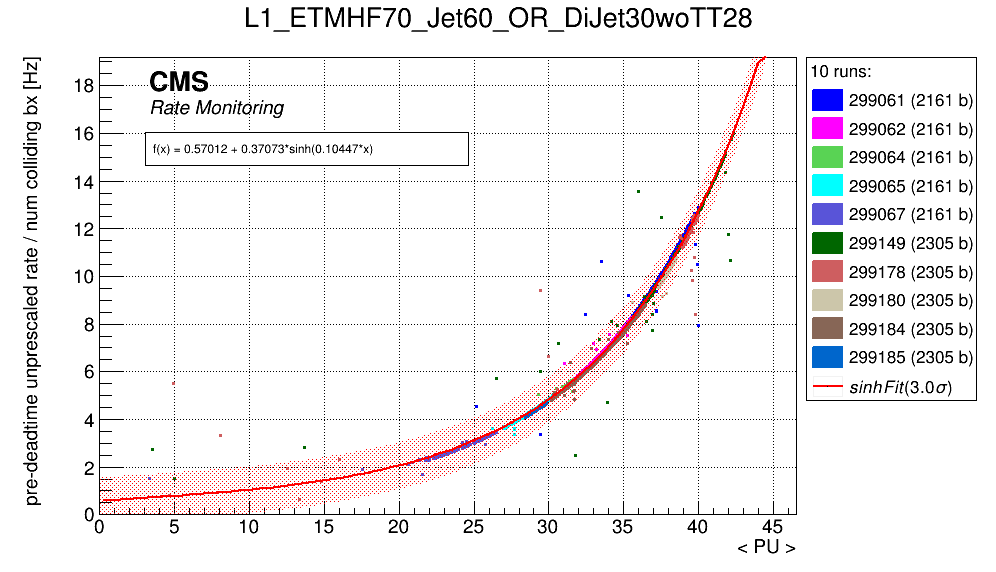 L1_ETMHF70_Jet60_OR_DiJet30woTT28
pre-deadtime unprescaled rate / num colliding bx [Hz]
CMS
Rate Monitoring
f(x) = 0.57012 + 0.37073*sinh(0.10447*x)
18
16
14
12
10
8
6
4
2
0
0 5 10 15 20 25 30 35 40 45
< PU >
10 runs:
299061 (2161 b)
299062 (2161 b)
299064 (2161 b)
299065 (2161 b)
299067 (2161 b)
299149 (2305 b)
299178 (2305 b)
299180 (2305 b)
299184 (2305 b)
299185 (2305 b)
sinhFit(3.0σ)